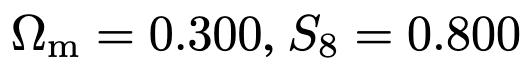 Ωₘ = 0.300, S₈ = 0.800